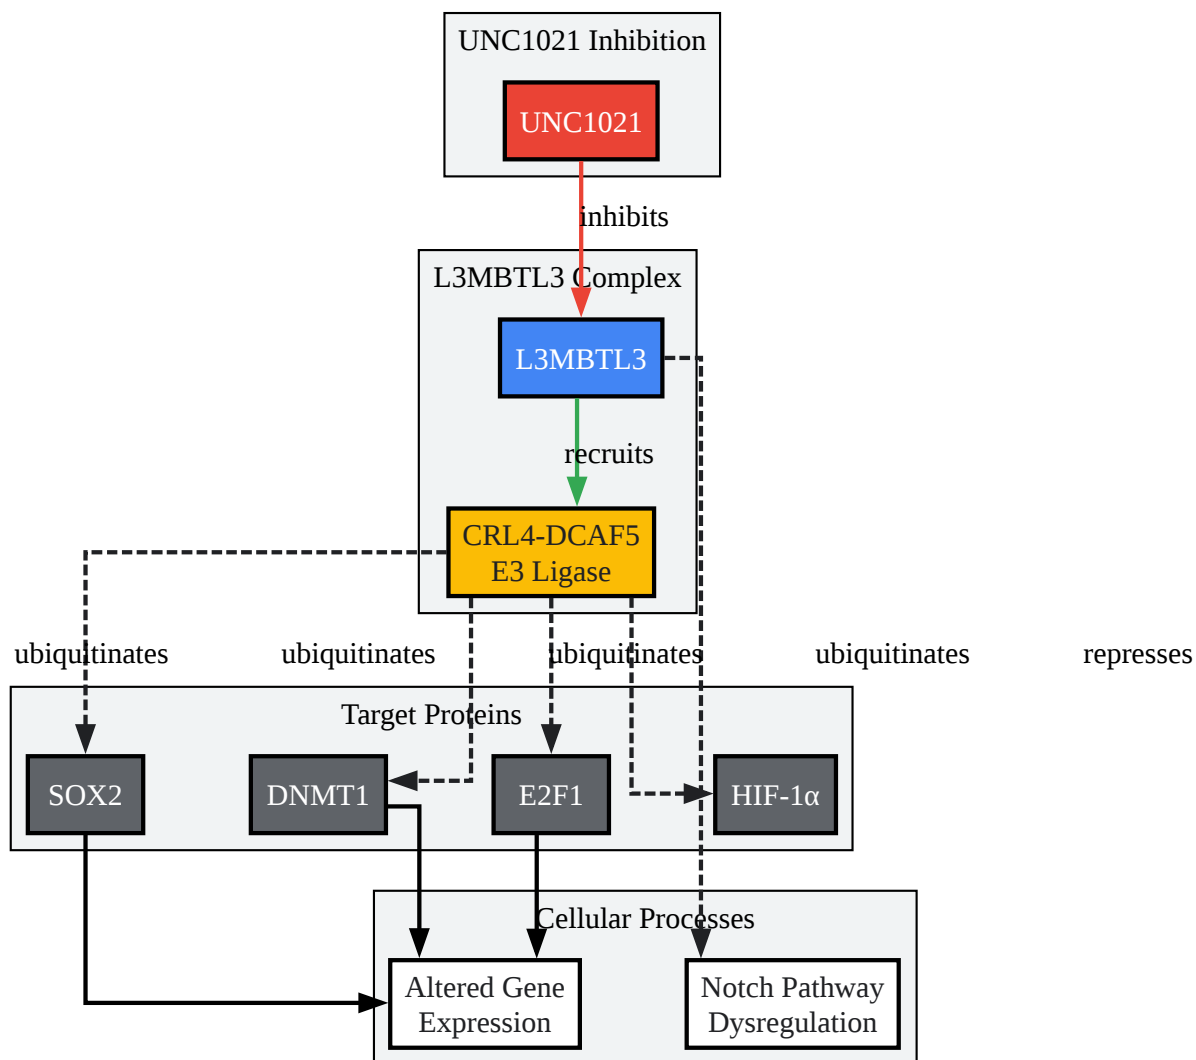 UNC1021 Inhibition
UNC1021
inhibits
L3MBTL3 Complex
L3MBTL3
recruits
CRL4-DCAF5
E3 Ligase
ubiquitinates
ubiquitinates
ubiquitinates
ubiquitinates
represses
Target Proteins
SOX2
DNMT1
E2F1
HIF-1α
Cellular Processes
Altered Gene
Expression
Notch Pathway
Dysregulation